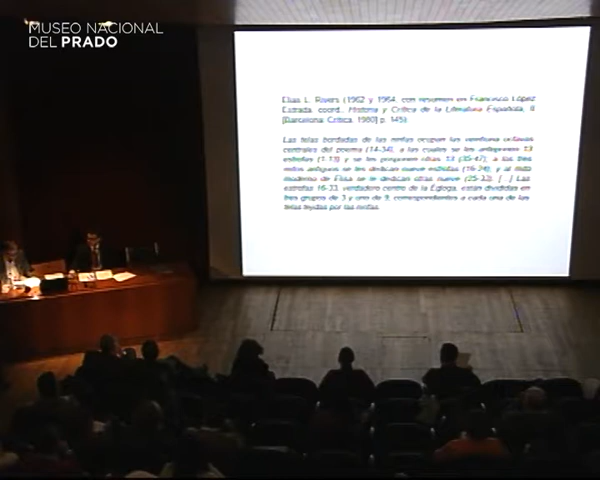 MUSEO NACIONAL
DEL PRADO
Elias L. Rivers (1962 y 1964, con resumen en Francisco López
Estrada, coord., Historia y Crítica de la Literatura Española, II
[Barcelona: Crítica, 1980] p. 145)
Las telas bordadas de las ninfas ocupan las veintiuna octavas
centrales del poema (14-34), a las cuales se les anteponen 13
estrofas (1-13) y se les posponen otras 13 (35-47); a los tres
mitos antiguos se les dedican nueve estrofas (16-24), y al mito
moderno de Elisa se le dedican otras nueve (25-33). [...] Las
estrofas 16-33, verdadero centro de la Égloga, están divididas en
tres grupos de 3 y uno de 9, correspondientes a cada una de las
telas tejidas por las ninfas.